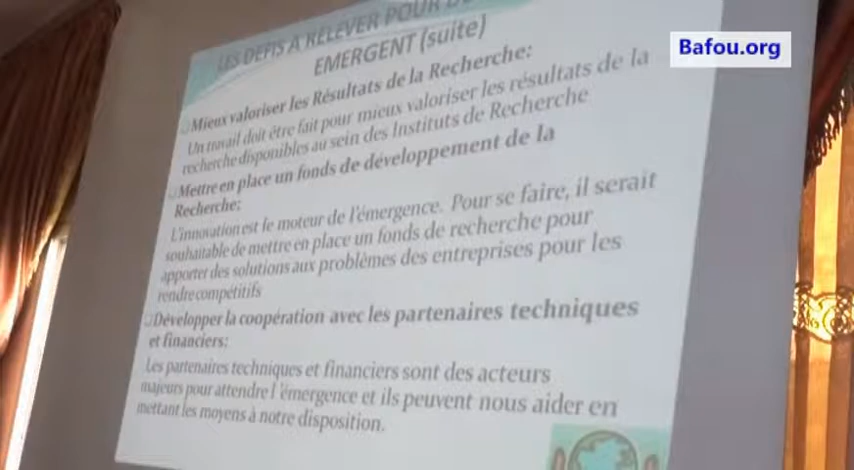 Bafou.org
LES DEFIS A RELEVER POUR
EMERGENT (suite)
Mieux valoriser les Résultats de la Recherche:
Un travail doit être fait pour mieux valoriser les résultats de la
recherche disponibles au sein des Instituts de Recherche
Mettre en place un fonds de développement de la
Recherche:
L'innovation est le moteur de l'émergence. Pour se faire, il serait
souhaitable de mettre en place un fonds de recherche pour
apporter des solutions aux problèmes des entreprises pour les
rendre compétitifs
Développer la coopération avec les partenaires techniques
et financiers:
Les partenaires techniques et financiers sont des acteurs
majeurs pour attendre l'émergence et ils peuvent nous aider en
mettant les moyens à notre disposition.